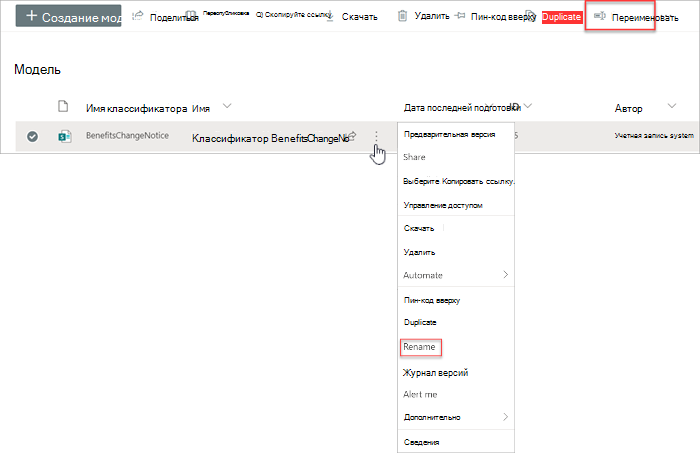 + Создание мод Поделиться Перепубликовка Скопируйте ссылку Скачать Удалить Пин-код вверху Duplicate Переименовать
Модель
Имя классификатора Имя Дата последней подготовки ID Автор
BenefitsChangeNotice Классификатор BenefitsChangeNo Учетная запись system
Предварительная версия
Share
Выберите Копировать ссылку.
Управление доступом
Скачать
Удалить
Automate
Пин-код вверху
Duplicate
Rename
Журнал версий
Alert me
Дополнительно
Сведения